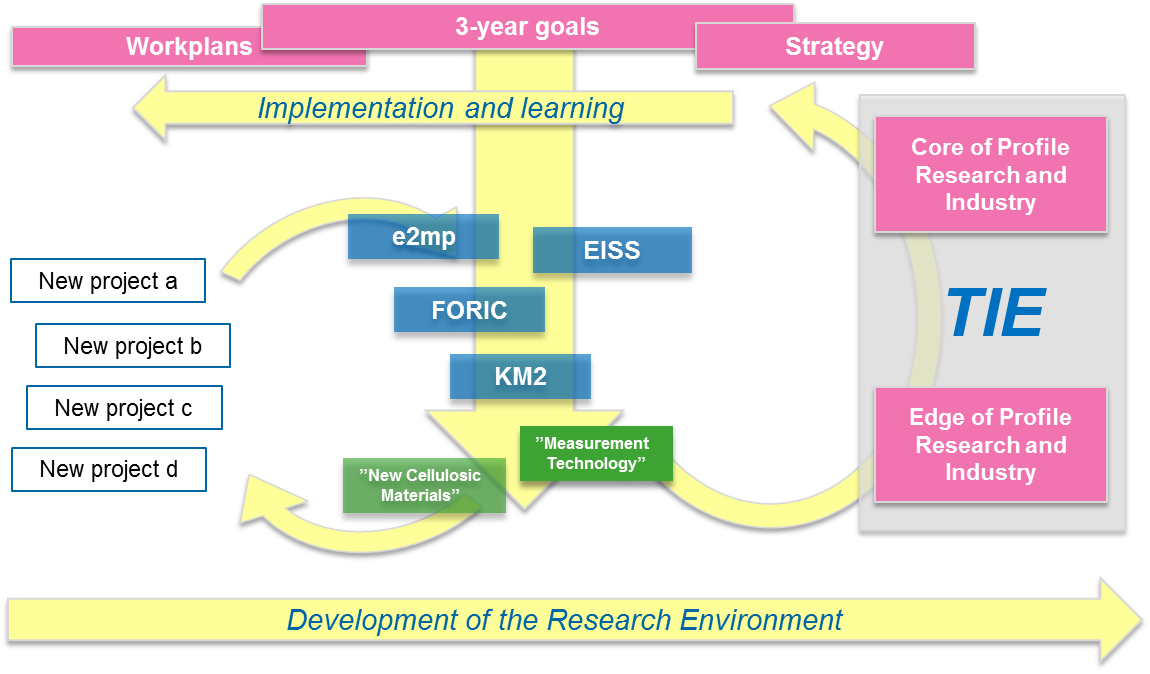 3-year goals
Workplans
Strategy
Implementation and learning
Core of Profile
Research and
Industry
e2mp
EISS
New project a
FORIC
TIE
New project b
KM2
New project c
Edge of Profile
Research and
Industry
”Measurement
Technology”
New project d
”New Cellulosic
Materials”
Development of the Research Environment